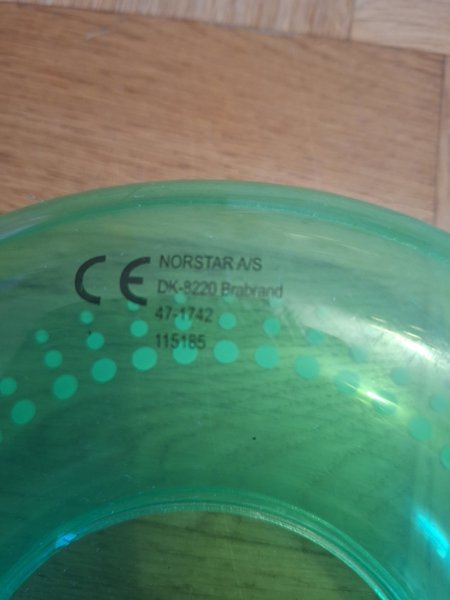 CE NORSTAR A/S
DK-8220 Brabrand
47-1742
115185